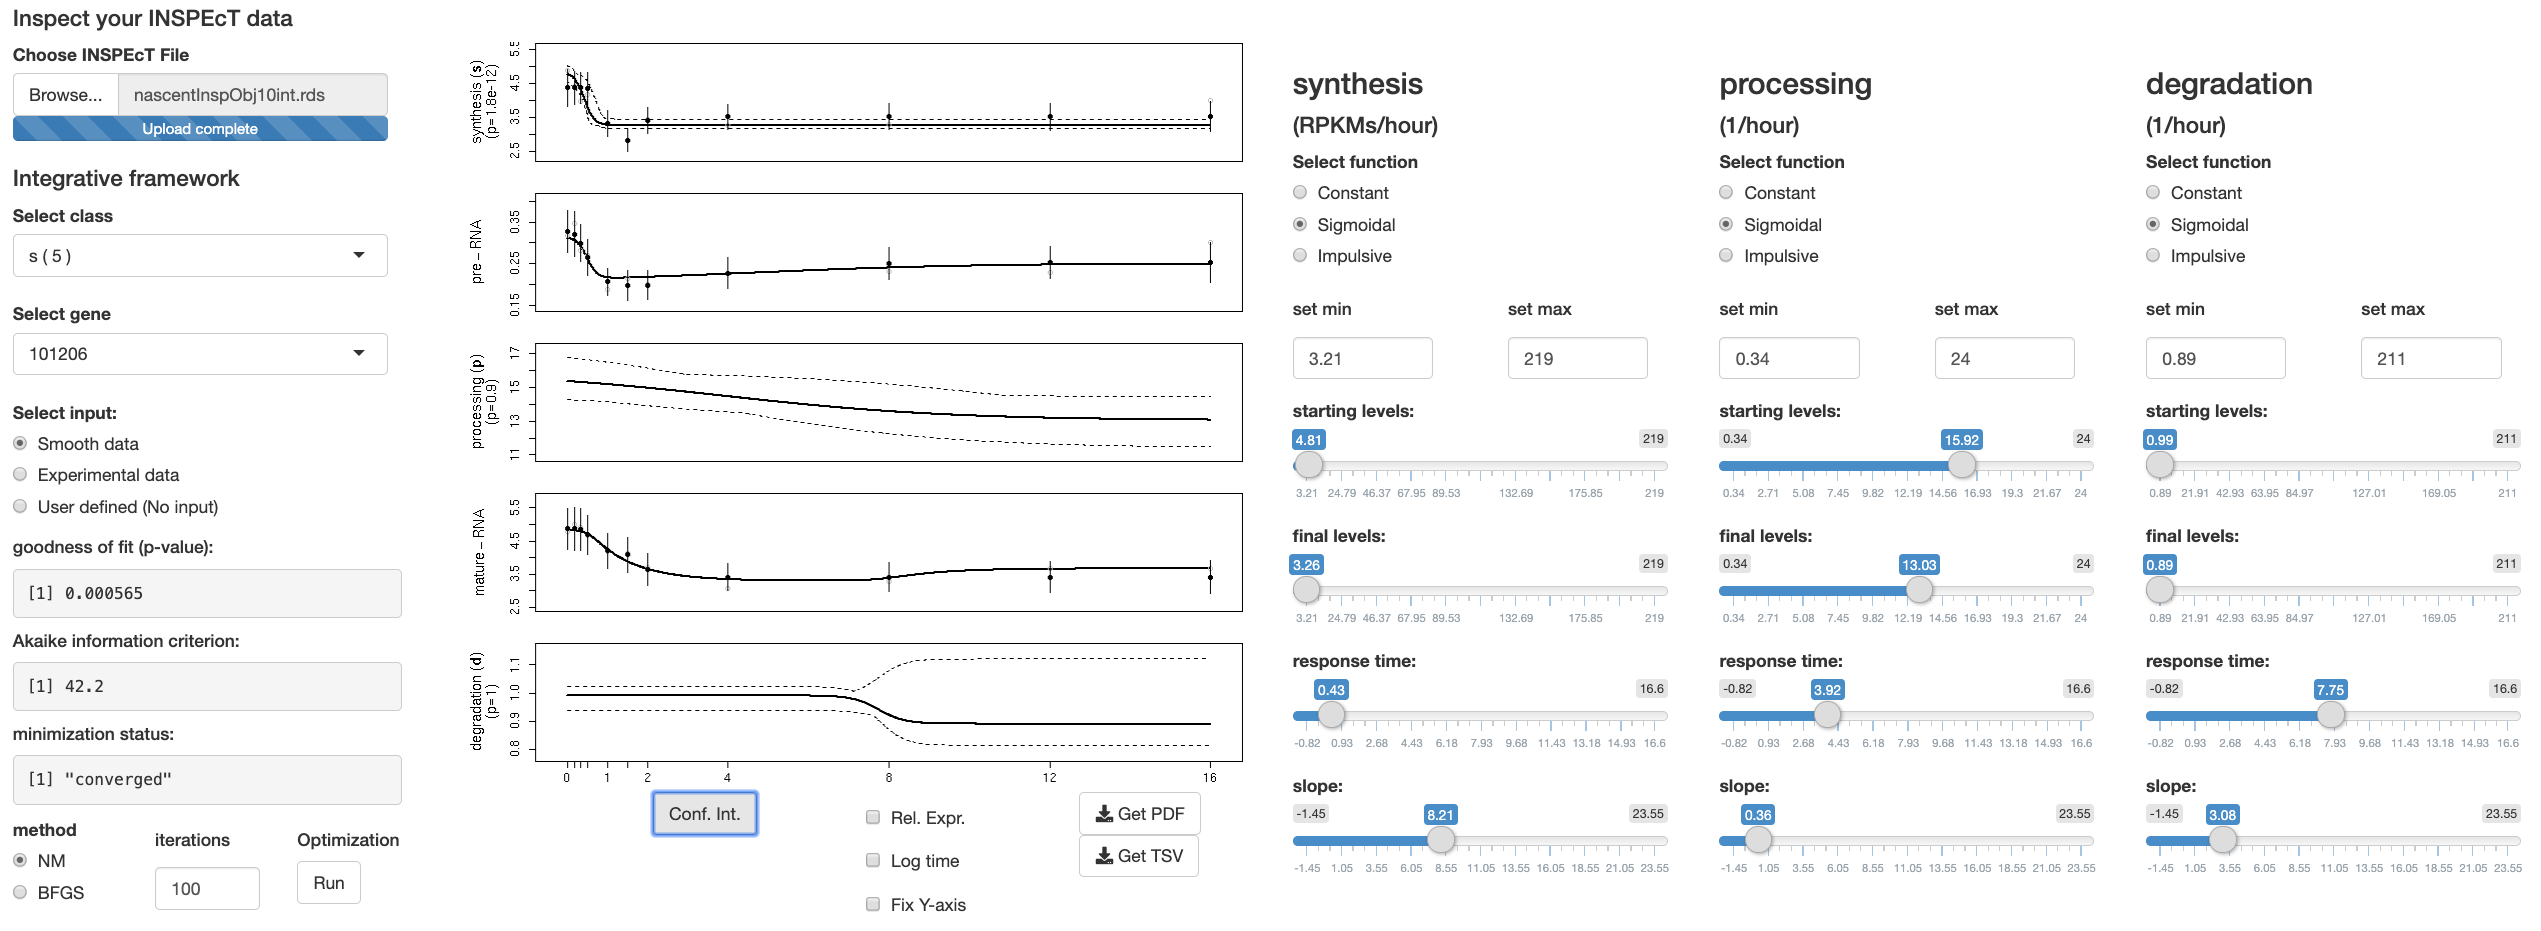 Inspect your INSPEcT data
Choose INSPEcT File
Browse... nascentInspObj10int.rds
Upload complete
Integrative framework
Select class
s ( 5 )
Select gene
101206
Select input:
Smooth data
Experimental data
User defined (No input)
goodness of fit (p-value):
[1] 0.000565
Akaike information criterion:
[1] 42.2
minimization status:
[1] "converged"
method iterations Optimization
NM
BFGS
100
Run
synthesis (s)
(p=1.8e-12)
2.5 3.5 4.5 5.5
pre-RNA
0.15 0.25 0.35
processing (p)
(p=0.9)
11 13 15 17
mature-RNA
2.5 3.5 4.5 5.5
degradation (d)
(p=1)
0.8 0.9 1.0 1.1
0 1 2 4 8 12 16
Conf. Int.
Rel. Expr.
Log time
Fix Y-axis
Get PDF
Get TSV
synthesis
(RPKMs/hour)
Select function
Constant
Sigmoidal
Impulsive
set min set max
3.21 219
starting levels:
4.81 219
3.21 24.79 46.37 67.95 89.53 132.69 175.85 219
final levels:
3.26 219
3.21 24.79 46.37 67.95 89.53 132.69 175.85 219
response time:
0.43 16.6
-0.82 0.93 2.68 4.43 6.18 7.93 9.68 11.43 13.18 14.93 16.6
slope:
-1.45 8.21 23.55
-1.45 1.05 3.55 6.05 8.55 11.05 13.55 16.05 18.55 21.05 23.55
processing
(1/hour)
Select function
Constant
Sigmoidal
Impulsive
set min set max
0.34 24
starting levels:
0.34 15.92 24
0.34 2.71 5.08 7.45 9.82 12.19 14.56 16.93 19.3 21.67 24
final levels:
0.34 13.03 24
0.34 2.71 5.08 7.45 9.82 12.19 14.56 16.93 19.3 21.67 24
response time:
-0.82 3.92 16.6
-0.82 0.93 2.68 4.43 6.18 7.93 9.68 11.43 13.18 14.93 16.6
slope:
0.36 23.55
-1.45 1.05 3.55 6.05 8.55 11.05 13.55 16.05 18.55 21.05 23.55
degradation
(1/hour)
Select function
Constant
Sigmoidal
Impulsive
set min set max
0.89 211
starting levels:
0.99 211
0.89 21.91 42.93 63.95 84.97 127.01 169.05 211
final levels:
0.89 211
0.89 21.91 42.93 63.95 84.97 127.01 169.05 211
response time:
-0.82 7.75 16.6
-0.82 0.93 2.68 4.43 6.18 7.93 9.68 11.43 13.18 14.93 16.6
slope:
-1.45 3.08 23.55
-1.45 1.05 3.55 6.05 8.55 11.05 13.55 16.05 18.55 21.05 23.55